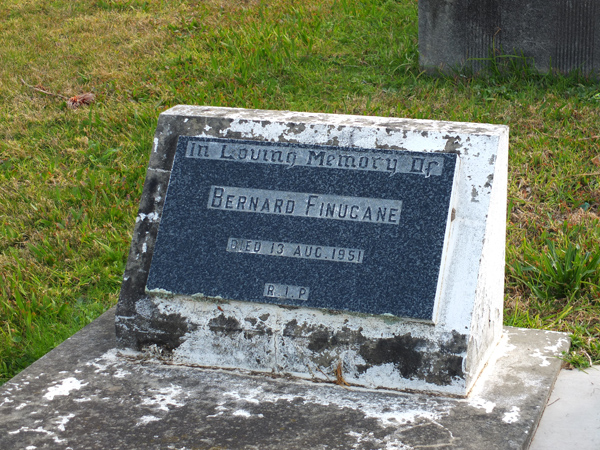 In Loving Memory Of
BERNARD FINUCANE
DIED 13 AUG. 1951
R.I.P